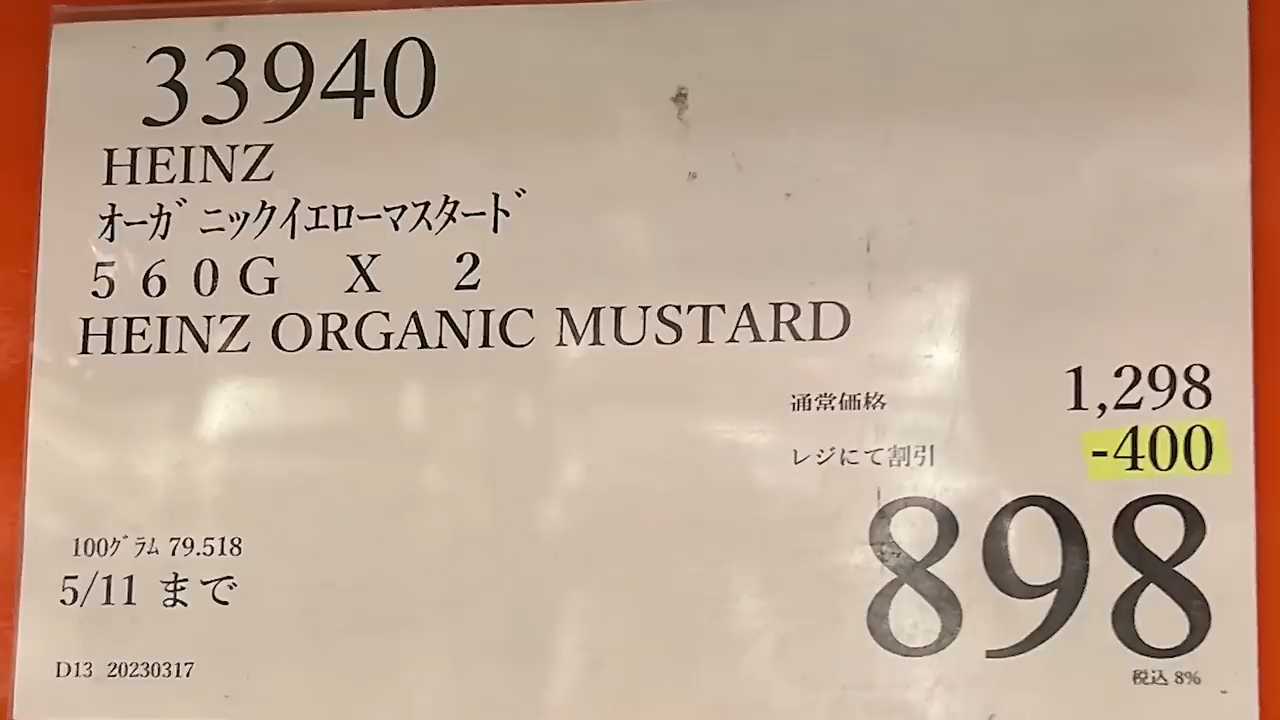 33940
HEINZ
オーガニックイエローマスタード
560G X 2
HEINZ ORGANIC MUSTARD
通常価格 1,298
レジにて割引 -400
898
税込 8%
100グラム 79.518
5/11 まで
D13 20230317